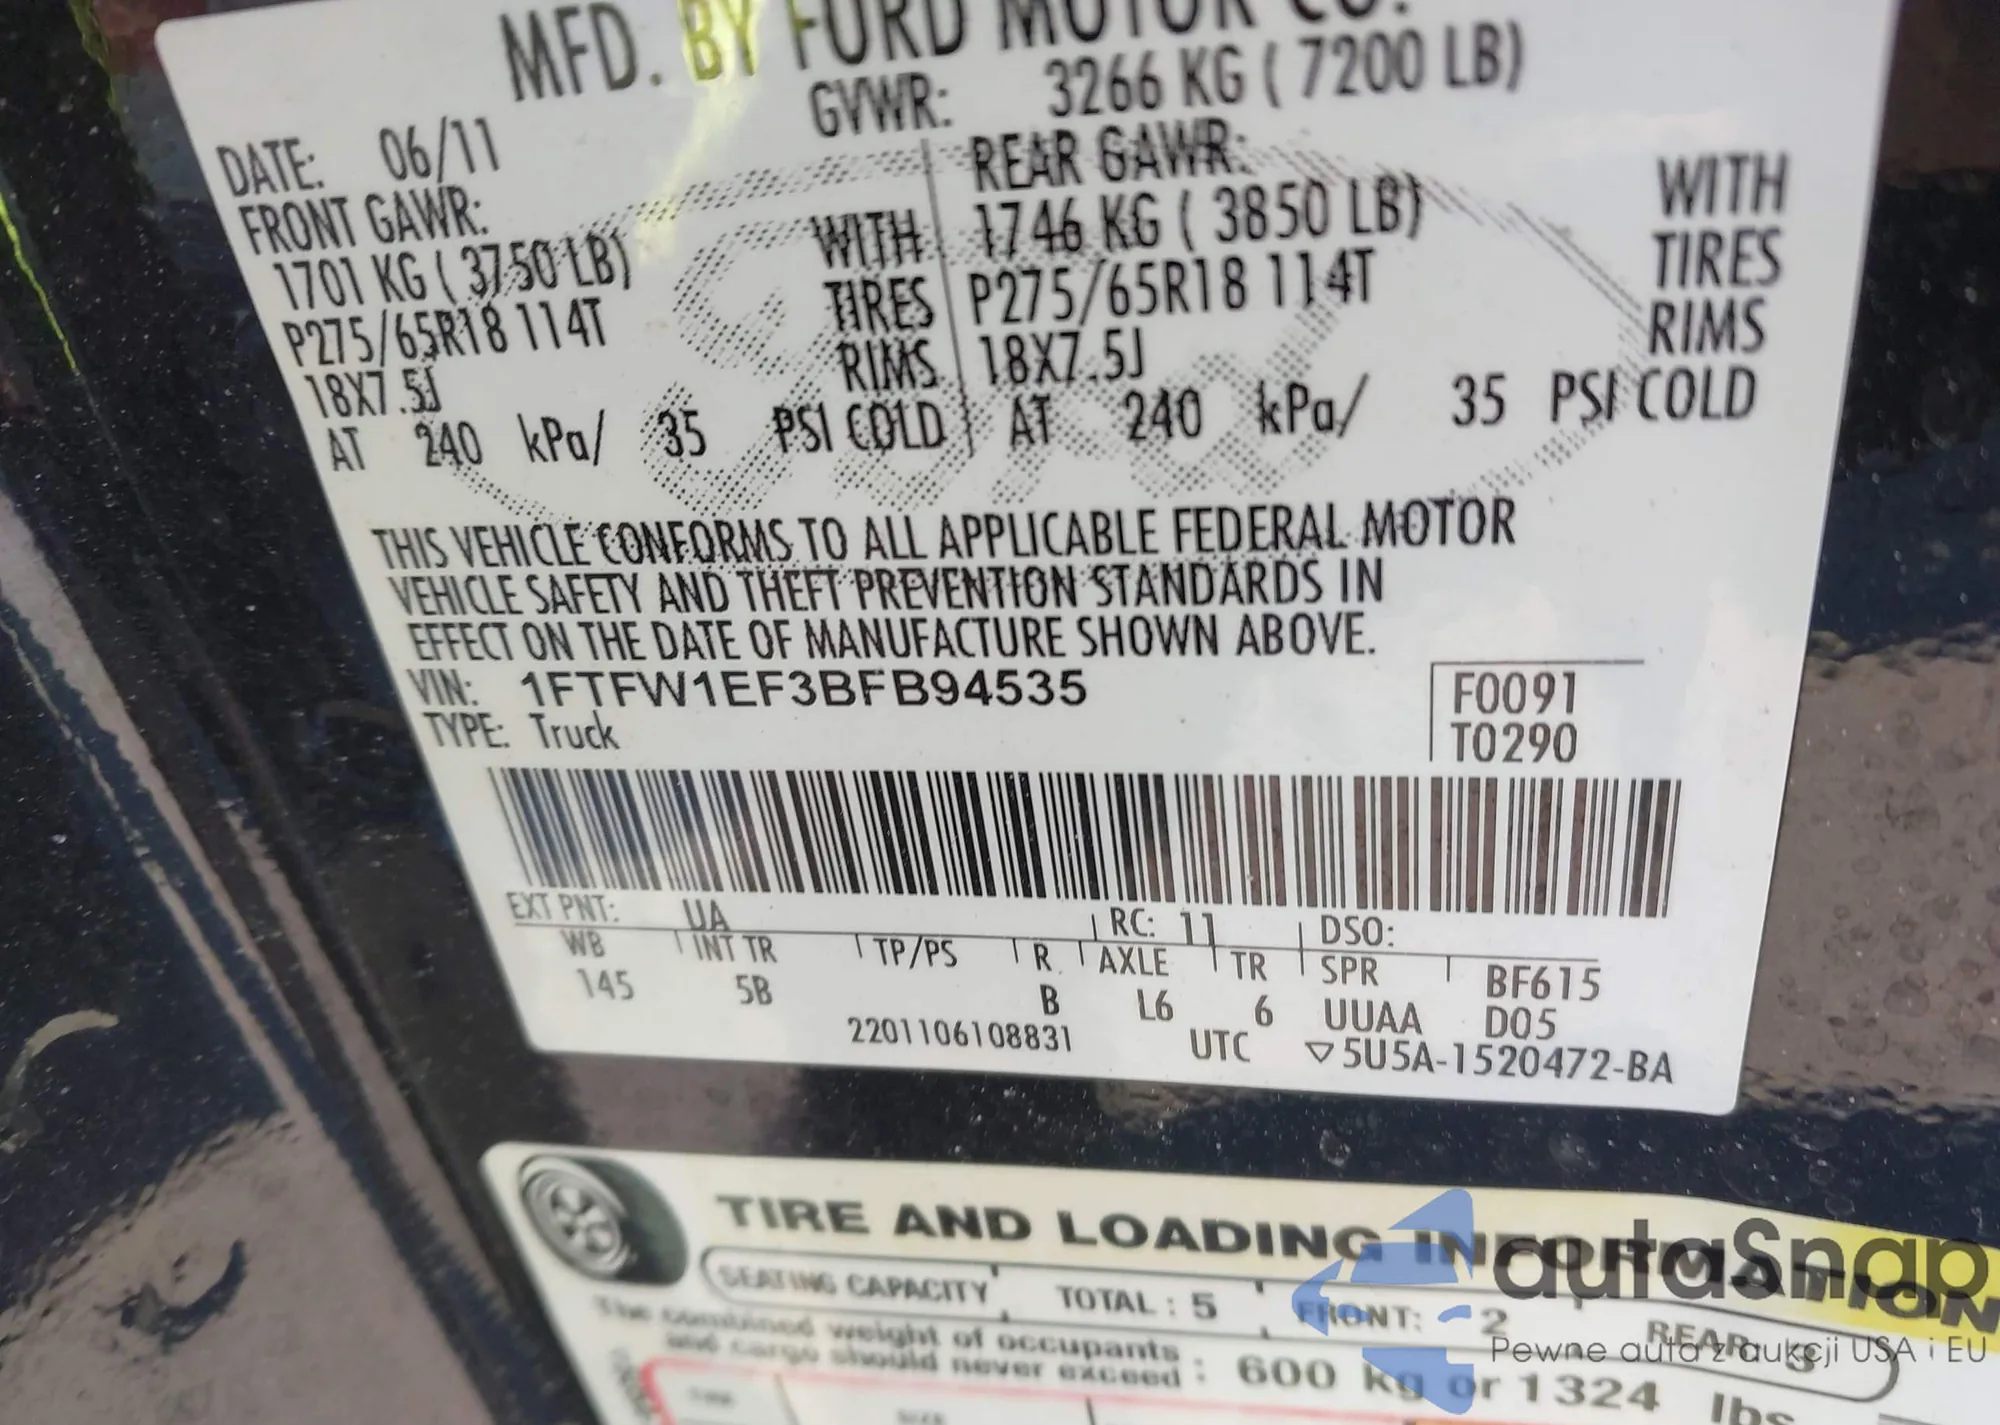 MFD. BY FORD MOTOR CO.
GVWR: 3266 KG ( 7200 LB)
DATE: 06/11
FRONT GAWR:
1701 KG ( 3750 LB)
P275/65R18 114T
18X7.5J
AT 240 kPa/ 35 PSI COLD
WITH
TIRES
RIMS
REAR GAWR:
1746 KG ( 3850 LB)
P275/65R18 114T
18X7.5J
AT 240 kPa/ 35 PSI COLD
WITH
TIRES
RIMS
THIS VEHICLE CONFORMS TO ALL APPLICABLE FEDERAL MOTOR
VEHICLE SAFETY AND THEFT PREVENTION STANDARDS IN
EFFECT ON THE DATE OF MANUFACTURE SHOWN ABOVE.
VIN: 1FTFW1EF3BFB94535
TYPE: Truck
F0091
T0290
EXT PNT: UA RC: 11 DSO:
WB INT TR TP/PS R AXLE TR SPR BF615
145 5B B L6 6 UUAA D05
2201106108831 UTC ▽5U5A-1520472-BA
TIRE AND LOADING INFORMATION
SEATING CAPACITY TOTAL : 5 FRONT: 2 REAR: 3
The combined weight of occupants
and cargo should never exceed : 600 kg or 1324 lbs
autaSnap
Pewne auta z aukcji USA i EU